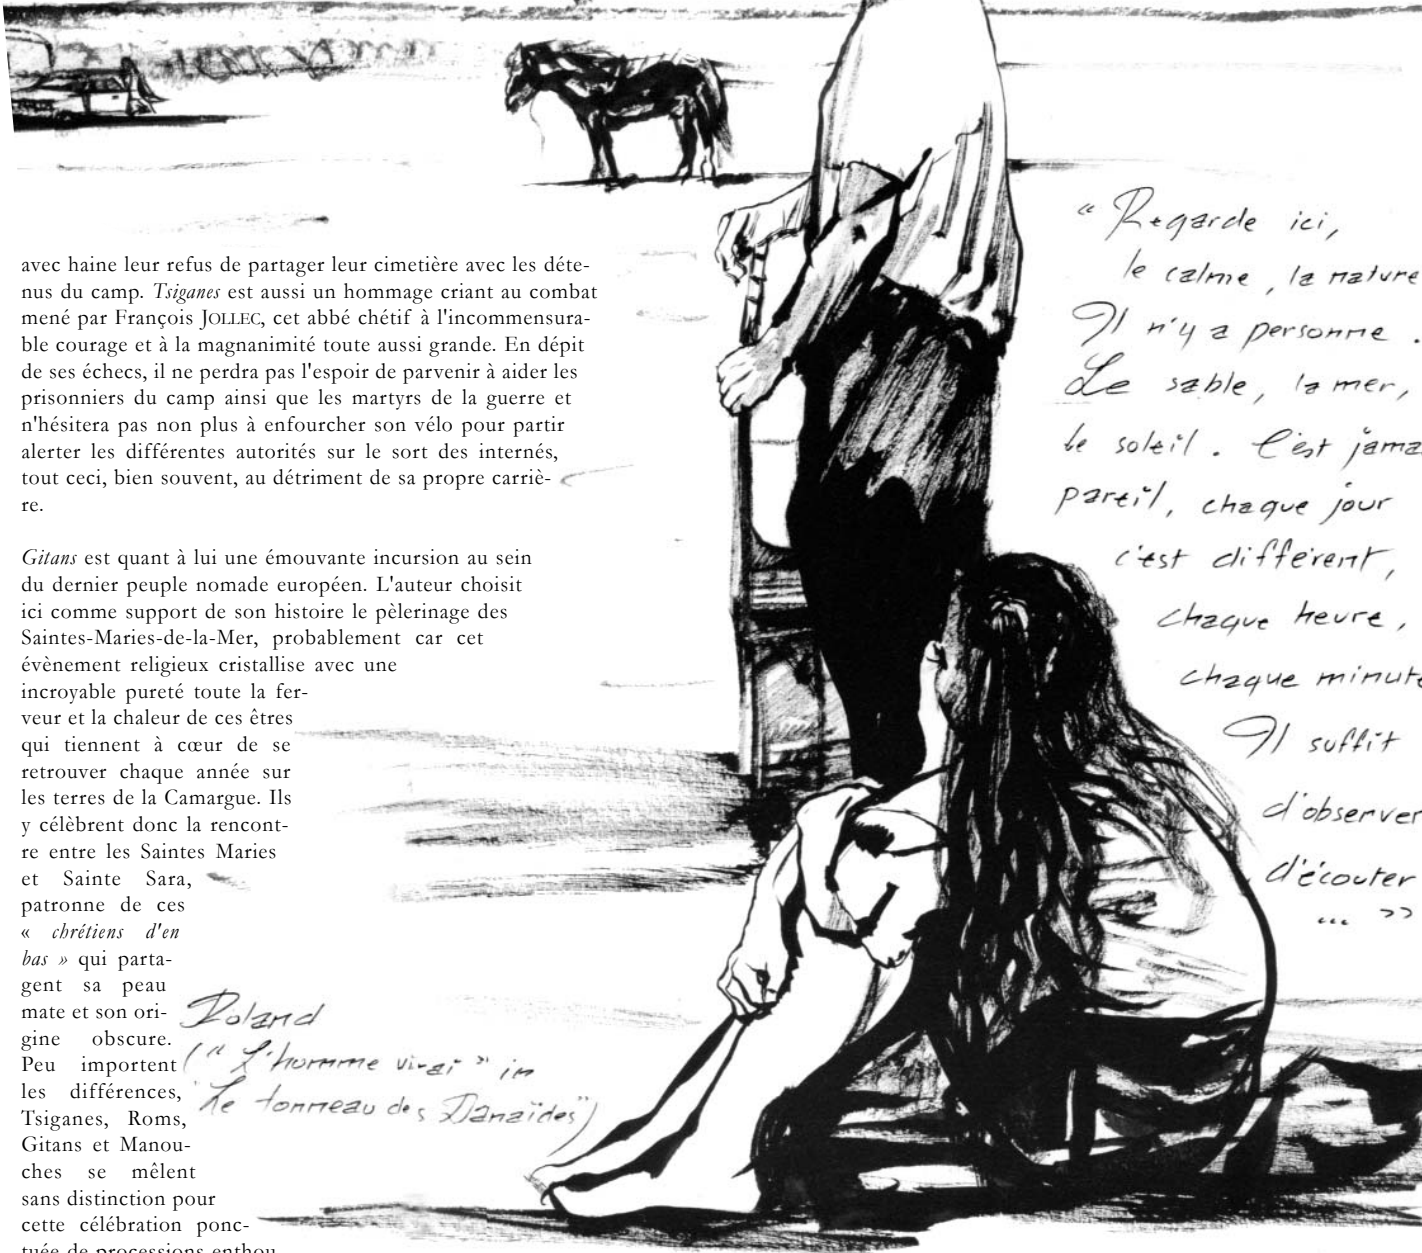 avec haine leur refus de partager leur cimetière avec les déte-
nus du camp. Tsiganes est aussi un hommage criant au combat
mené par François JOLLEC, cet abbé chétif à l'incommensura-
ble courage et à la magnanimité toute aussi grande. En dépit
de ses échecs, il ne perdra pas l'espoir de parvenir à aider les
prisonniers du camp ainsi que les martyrs de la guerre et
n'hésitera pas non plus à enfourcher son vélo pour partir
alerter les différentes autorités sur le sort des internés,
tout ceci, bien souvent, au détriment de sa propre carriè-
re.
Gitans est quant à lui une émouvante incursion au sein
du dernier peuple nomade européen. L'auteur choisit
ici comme support de son histoire le pèlerinage des
Saintes-Maries-de-la-Mer, probablement car cet
évènement religieux cristallise avec une
incroyable pureté toute la fer-
veur et la chaleur de ces êtres
qui tiennent à cœur de se
retrouver chaque année sur
les terres de la Camargue. Ils
y célèbrent donc la rencont-
re entre les Saintes Maries
et Sainte Sara,
patronne de ces
« chrétiens d'en
bas » qui parta-
gent sa peau
mate et son ori-
gine obscure.
Peu importent
les différences,
Tsiganes, Roms,
Gitans et Manou-
ches se mêlent
sans distinction pour
cette célébration ponc-
tuée de processions enthou
« Regarde ici,
le calme, la nature
Il n'y a personne.
Le sable, la mer,
le soleil. C'est jama
pareil, chaque jour
c'est différent,
chaque heure,
chaque minute
Il suffit
d'observer
d'écouter
... »
Roland
(" L'homme vrai " in
"Le tonneau des Danaïdes")